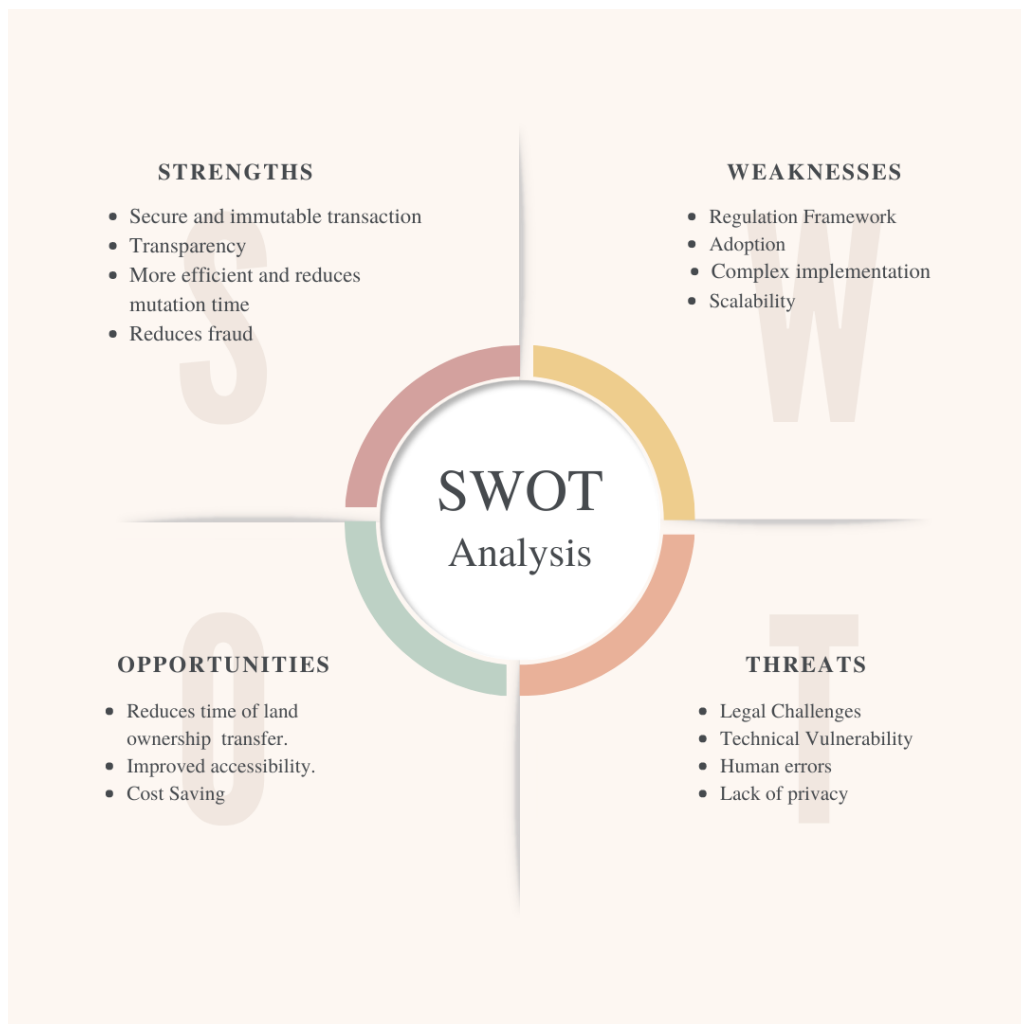 STRENGTHS
• Secure and immutable transaction
• Transparency
• More efficient and reduces
mutation time
• Reduces fraud
S
WEAKNESSES
• Regulation Framework
• Adoption
• Complex implementation
• Scalability
W
SWOT
Analysis
OPPORTUNITIES
• Reduces time of land
ownership  transfer.
• Improved accessibility.
• Cost Saving
O
THREATS
• Legal Challenges
• Technical Vulnerability
• Human errors
• Lack of privacy
T